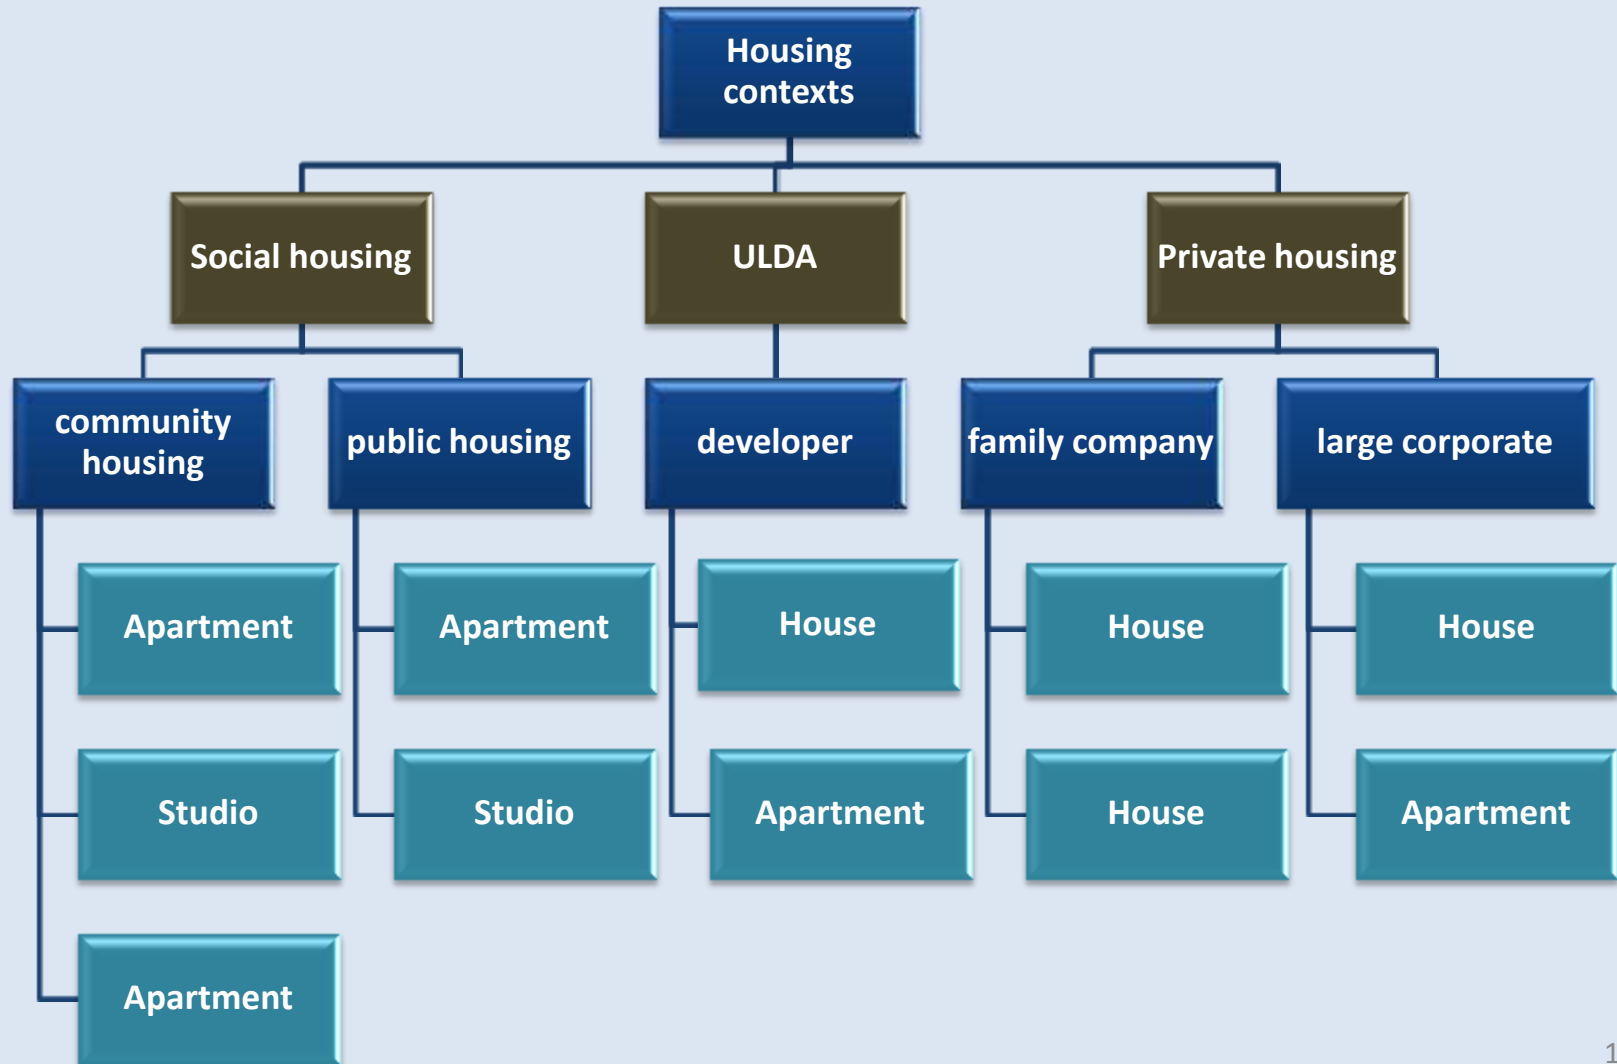 Housing
contexts
Social housing
ULDA
Private housing
community
housing
public housing
developer
family company
large corporate
Apartment
Apartment
House
House
House
Studio
Studio
Apartment
House
Apartment
Apartment
1